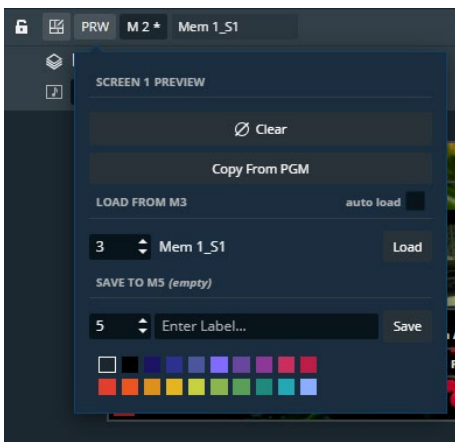 PRW M 2 * Mem 1_S1
SCREEN 1 PREVIEW
Clear
Copy From PGM
LOAD FROM M3 auto load
3 Mem 1_S1 Load
SAVE TO M5 (empty)
5 Enter Label... Save